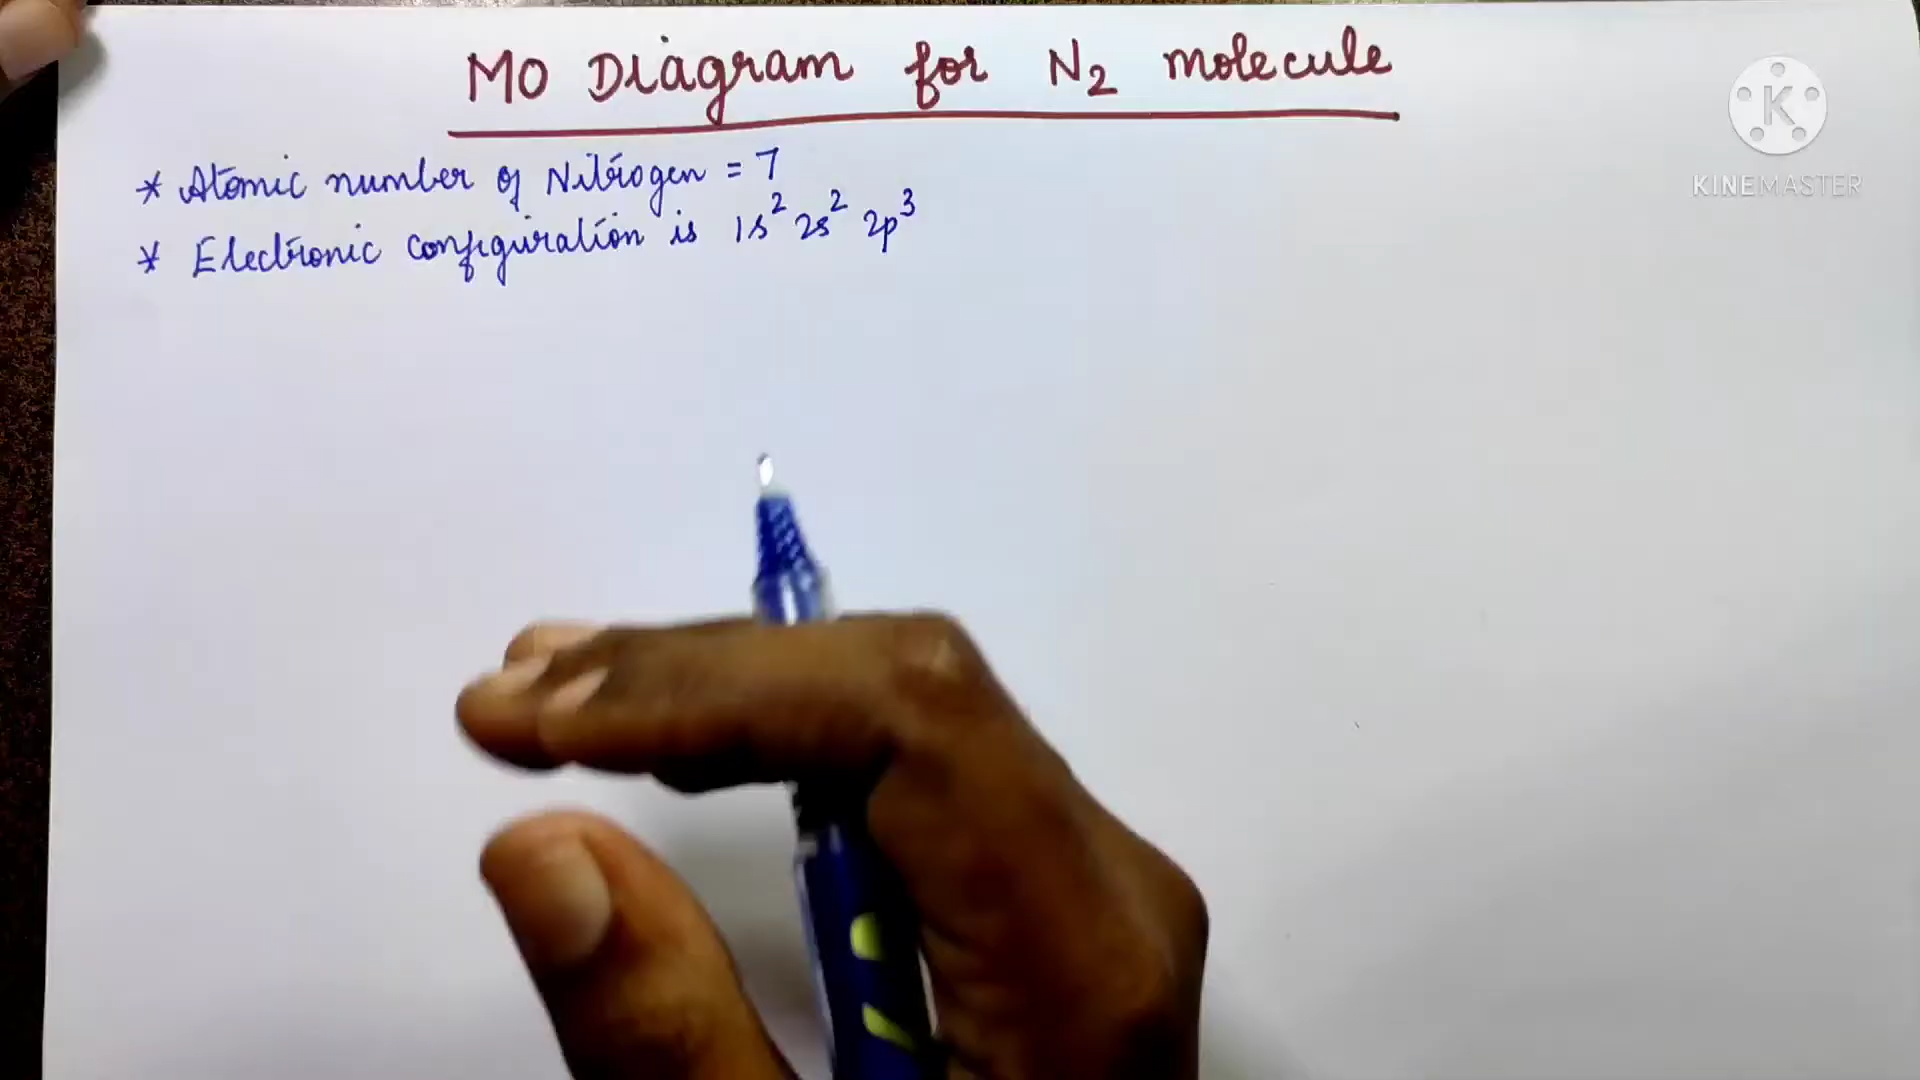 MO Diagram for N₂ molecule
* Atomic number of Nitrogen = 7
* Electronic configuration is 1s² 2s² 2p³
K
KINEMASTER